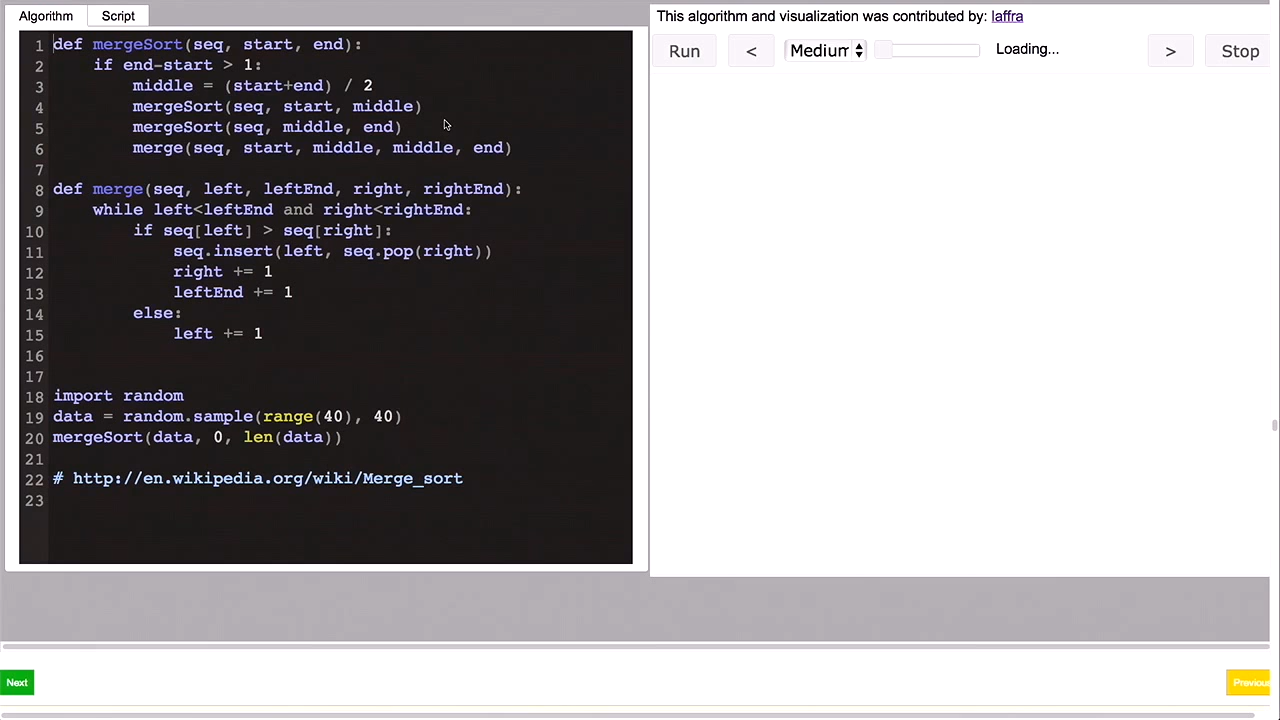 Algorithm Script
1 def mergeSort(seq, start, end):
2 if end-start > 1:
3 middle = (start+end) / 2
4 mergeSort(seq, start, middle)
5 mergeSort(seq, middle, end)
6 merge(seq, start, middle, middle, end)
7
8 def merge(seq, left, leftEnd, right, rightEnd):
9 while left<leftEnd and right<rightEnd:
10 if seq[left] > seq[right]:
11 seq.insert(left, seq.pop(right))
12 right += 1
13 leftEnd += 1
14 else:
15 left += 1
16
17
18 import random
19 data = random.sample(range(40), 40)
20 mergeSort(data, 0, len(data))
21
22 # http://en.wikipedia.org/wiki/Merge_sort
23
This algorithm and visualization was contributed by: laffra
Run < Medium Loading... > Stop
Next Previous